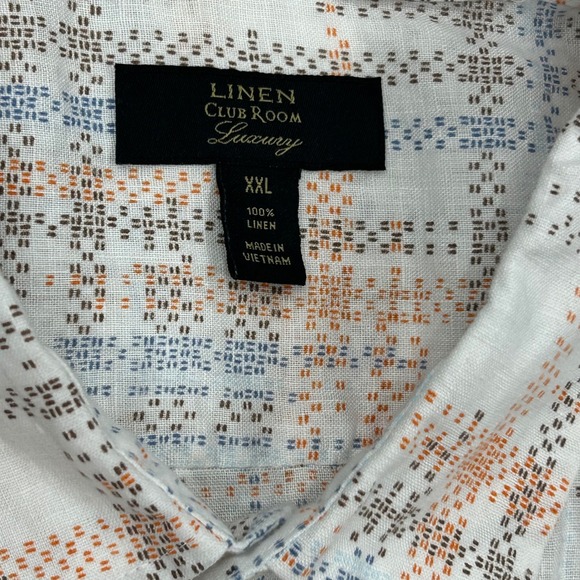 LINEN
CLUB ROOM
Luxury
XXL
100%
LINEN
MADE IN
VIETNAM